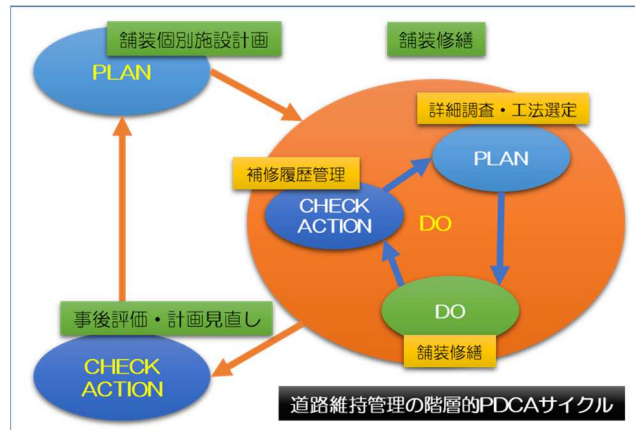 舗装個別施設計画
PLAN
舗装修繕
詳細調査・工法選定
PLAN
補修履歴管理
CHECK
ACTION
DO
DO
舗装修繕
事後評価・計画見直し
CHECK
ACTION
道路維持管理の階層的PDCAサイクル